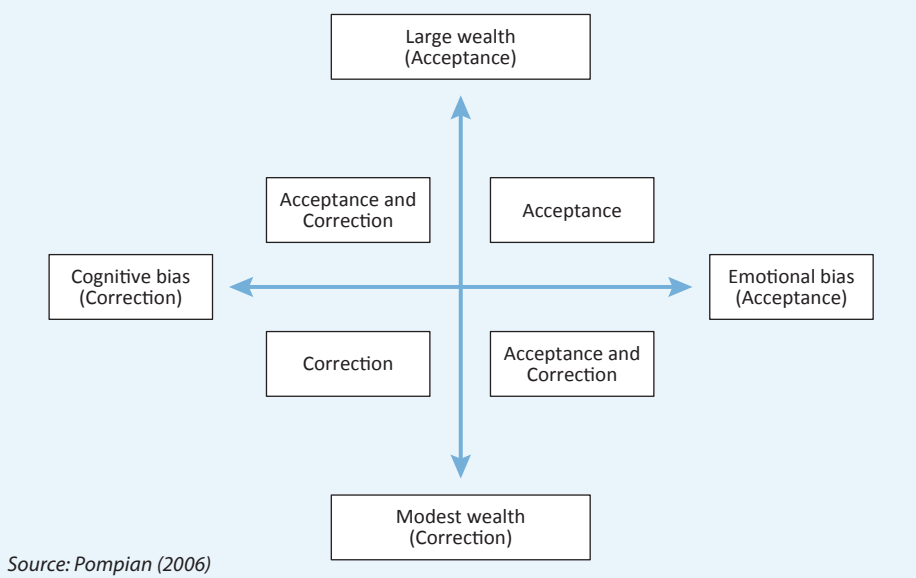 Large wealth
(Acceptance)
Acceptance and
Correction
Acceptance
Cognitive bias
(Correction)
Emotional bias
(Acceptance)
Correction
Acceptance and
Correction
Modest wealth
(Correction)
Source: Pompian (2006)